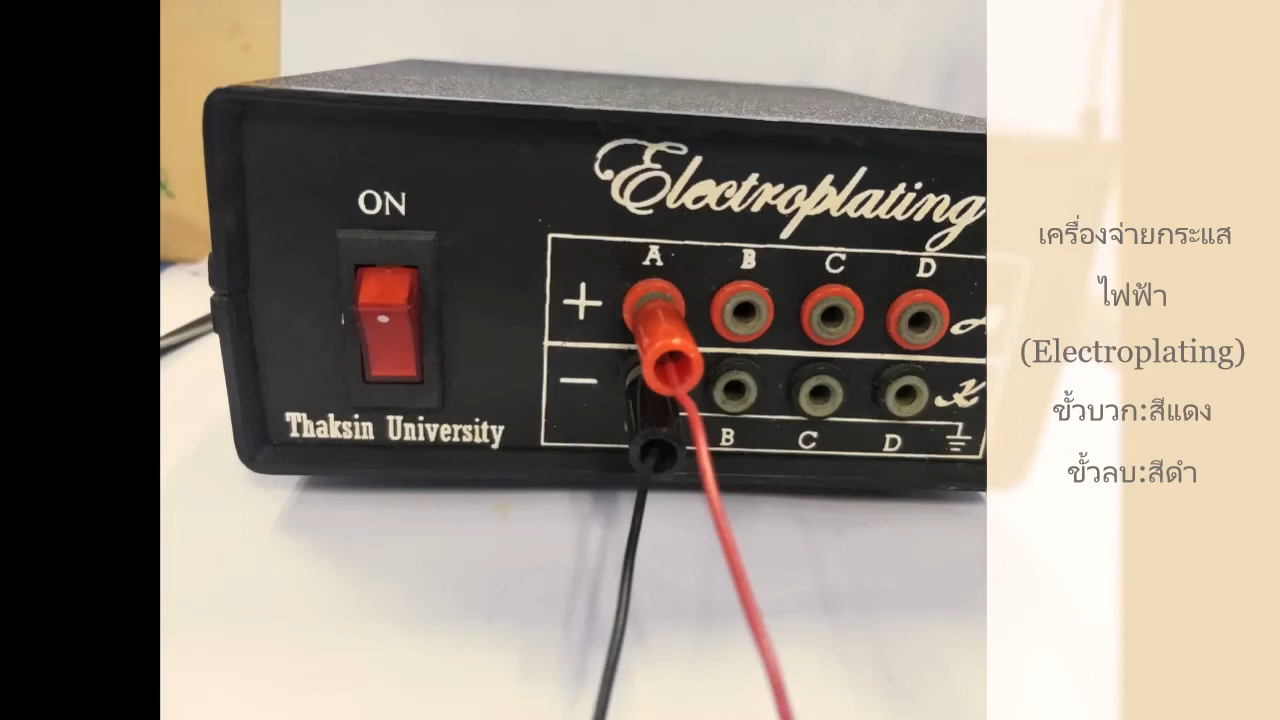 Electroplating
ON
A B C D
+
−
B C D
Thaksin University
เครื่องจ่ายกระแส
ไฟฟ้า
(Electroplating)
ขั้วบวก:สีแดง
ขั้วลบ:สีดำ